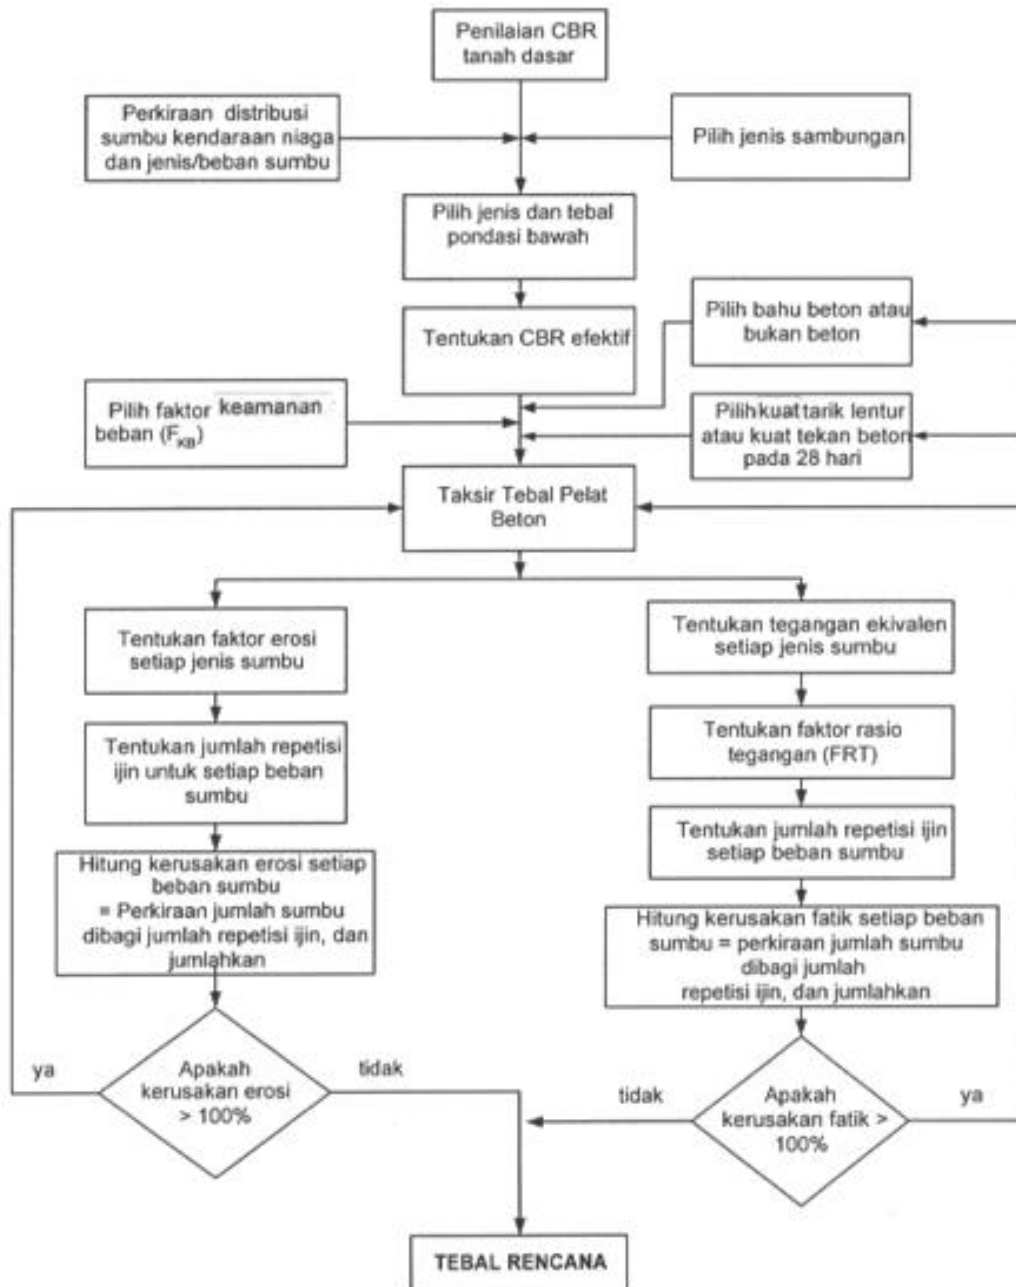 Penilaian CBR
tanah dasar
Perkiraan distribusi
sumbu kendaraan niaga
dan jenis/beban sumbu
Pilih jenis sambungan
Pilih jenis dan tebal
pondasi bawah
Tentukan CBR efektif
Pilih bahu beton atau
bukan beton
Pilih faktor keamanan
beban (FKB)
Pilih kuat tarik lentur
atau kuat tekan beton
pada 28 hari
Taksir Tebal Pelat
Beton
Tentukan faktor erosi
setiap jenis sumbu
Tentukan jumlah repetisi
ijin untuk setiap beban
sumbu
Hitung kerusakan erosi setiap
beban sumbu
= Perkiraan jumlah sumbu
dibagi jumlah repetisi ijin, dan
jumlahkan
ya
Apakah
kerusakan erosi
> 100%
tidak
Tentukan tegangan ekivalen
setiap jenis sumbu
Tentukan faktor rasio
tegangan (FRT)
Tentukan jumlah repetisi ijin
setiap beban sumbu
Hitung kerusakan fatik setiap beban
sumbu = perkiraan jumlah sumbu
dibagi jumlah
repetisi ijin, dan jumlahkan
tidak
Apakah
kerusakan fatik >
100%
ya
TEBAL RENCANA